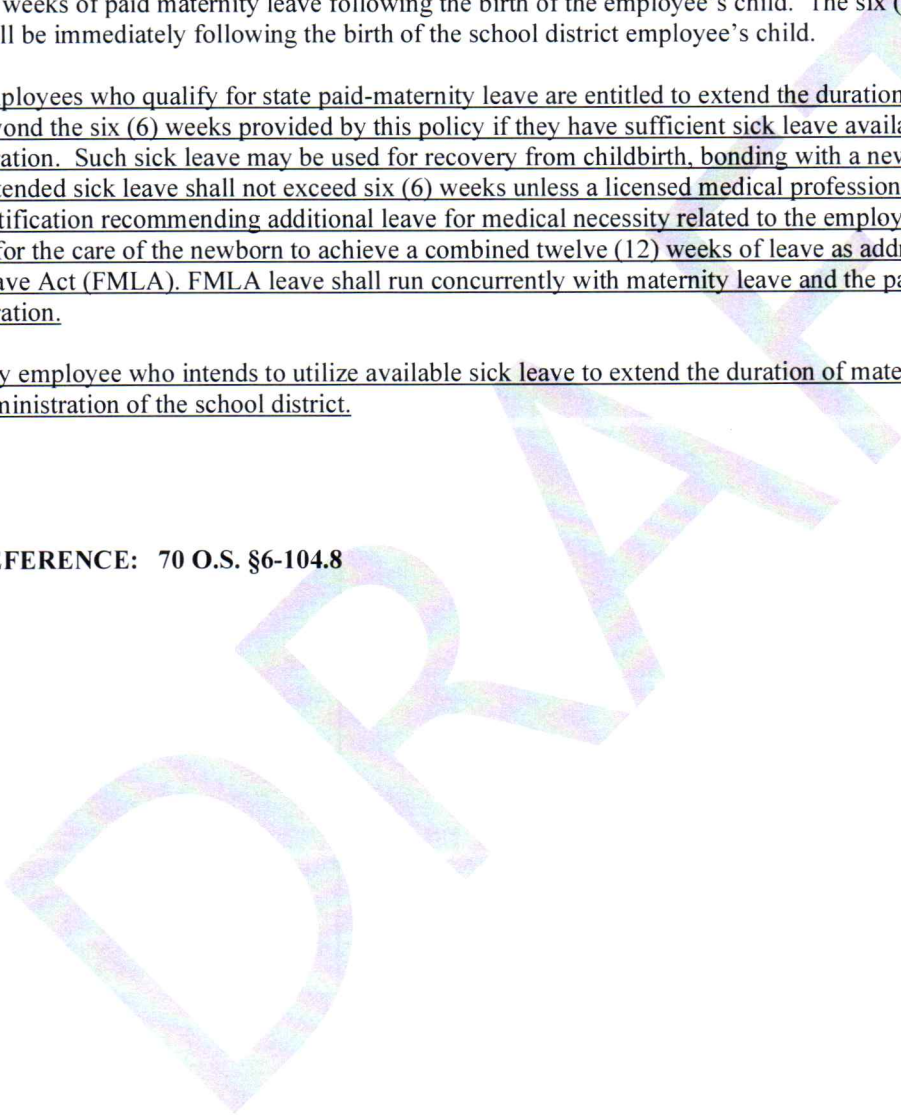 weeks of paid maternity leave following the birth of the employee's child. The six (
ll be immediately following the birth of the school district employee's child.
ployees who qualify for state paid-maternity leave are entitled to extend the duration
yond the six (6) weeks provided by this policy if they have sufficient sick leave availa
ration. Such sick leave may be used for recovery from childbirth, bonding with a new
tended sick leave shall not exceed six (6) weeks unless a licensed medical profession
tification recommending additional leave for medical necessity related to the employ
for the care of the newborn to achieve a combined twelve (12) weeks of leave as addr
ave Act (FMLA). FMLA leave shall run concurrently with maternity leave and the pa
ration.
y employee who intends to utilize available sick leave to extend the duration of mate
ministration of the school district.
EFERENCE: 70 O.S. §6-104.8
DRAF